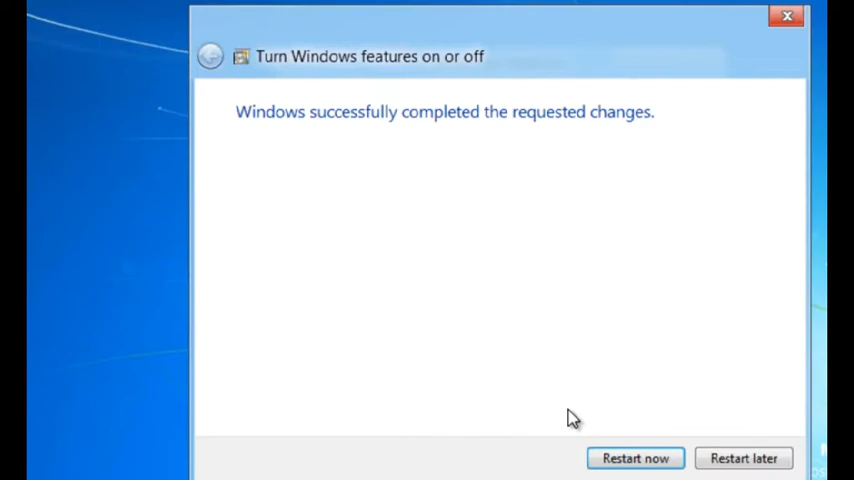 Turn Windows features on or off
Windows successfully completed the requested changes.
Restart now
Restart later